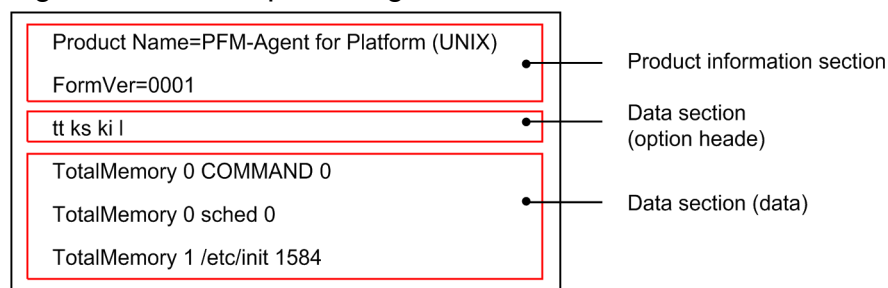 Product Name=PFM-Agent for Platform (UNIX)
FormVer=0001
tt ks ki l
TotalMemory 0 COMMAND 0
TotalMemory 0 sched 0
TotalMemory 1 /etc/init 1584
Product information section
Data section
(option heade)
Data section (data)